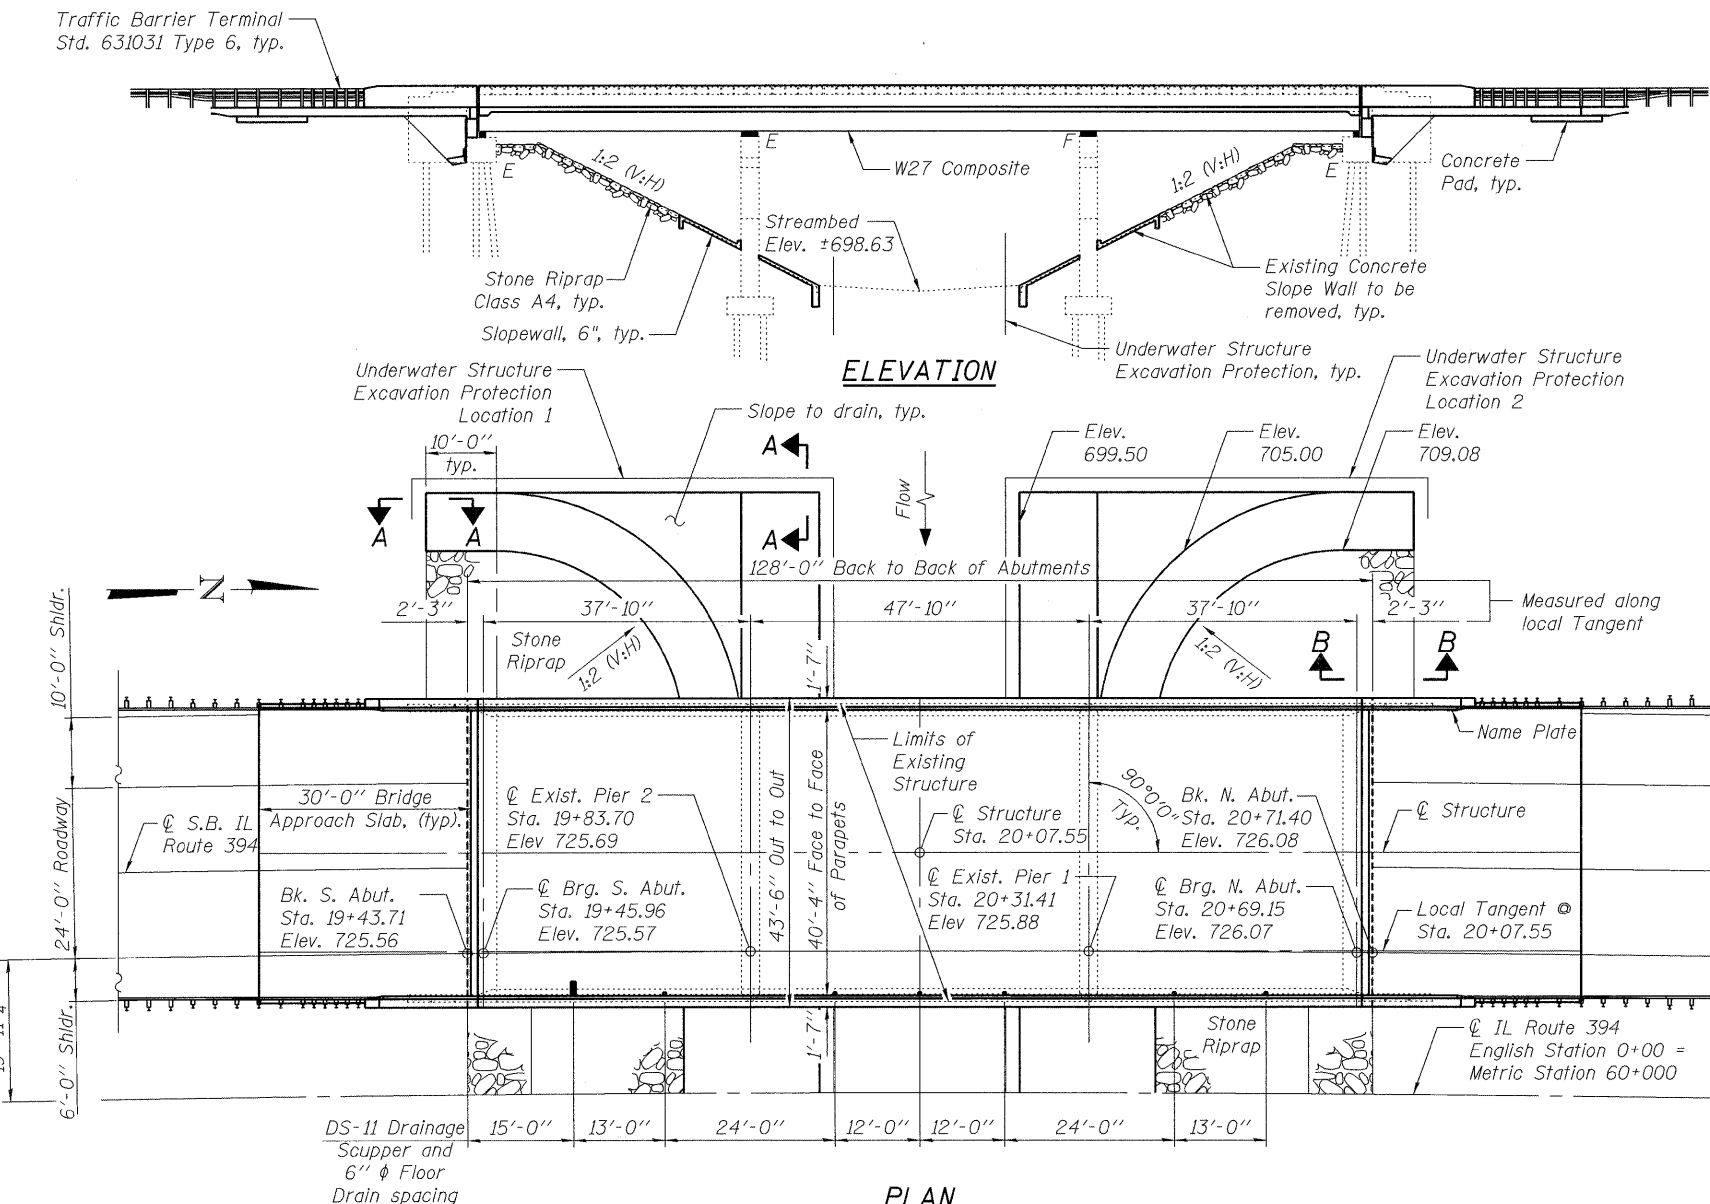 Traffic Barrier Terminal
Std. 631031 Type 6, typ.
E
F
1:2 (V:H)
1:2 (V:H)
W27 Composite
E
E
Concrete
Pad, typ.
Streambed
Elev. ±698.63
Stone Riprap
Class A4, typ.
Existing Concrete
Slope Wall to be
removed, typ.
Slopewall, 6", typ.
ELEVATION
Underwater Structure
Excavation Protection, typ.
Underwater Structure
Excavation Protection
Location 1
Underwater Structure
Excavation Protection
Location 2
Slope to drain, typ.
10'-0"
typ.
A
Elev.
699.50
Elev.
705.00
Elev.
709.08
Flow
A
A
A
128'-0" Back to Back of Abutments
N
2'-3"
37'-10"
47'-10"
37'-10"
2'-3"
Measured along
local Tangent
Stone
Riprap
1:2 (V:H)
1:2 (V:H)
B
B
1'-7"
10'-0" Shldr.
Name Plate
Limits of
Existing
Structure
43'-6" Out to Out
40'-4" Face to Face
of Parapets
90°0'0"
Typ.
30'-0" Bridge
Approach Slab, (typ).
℄ Exist. Pier 2
Sta. 19+83.70
Elev 725.69
℄ Structure
Sta. 20+07.55
Bk. N. Abut.
Sta. 20+71.40
Elev. 726.08
℄ Structure
℄ S.B. IL
Route 394
24'-0" Roadway
Bk. S. Abut.
Sta. 19+43.71
Elev. 725.56
℄ Brg. S. Abut.
Sta. 19+45.96
Elev. 725.57
℄ Exist. Pier 1
Sta. 20+31.41
Elev 725.88
℄ Brg. N. Abut.
Sta. 20+69.15
Elev. 726.07
Local Tangent @
Sta. 20+07.55
6'-0" Shldr.
1'-7"
Stone
Riprap
℄ IL Route 394
English Station 0+00 =
Metric Station 60+000
DS-11 Drainage
Scupper and
6" ϕ Floor
Drain spacing
15'-0"
13'-0"
24'-0"
12'-0"
12'-0"
24'-0"
13'-0"
PLAN